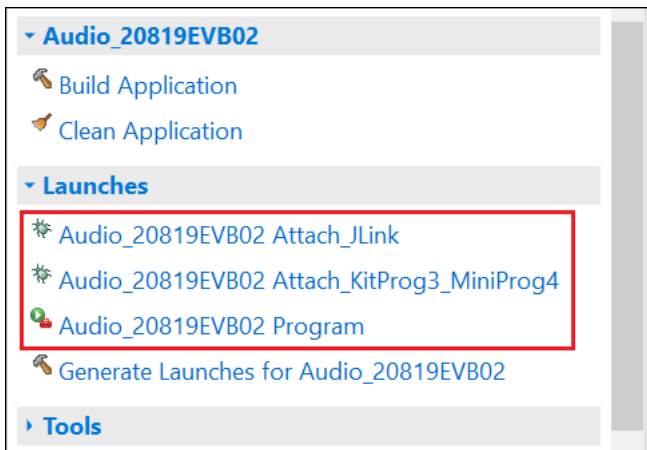 Audio_20819EVB02
Build Application
Clean Application
Launches
Audio_20819EVB02 Attach_JLink
Audio_20819EVB02 Attach_KitProg3_MiniProg4
Audio_20819EVB02 Program
Generate Launches for Audio_20819EVB02
Tools